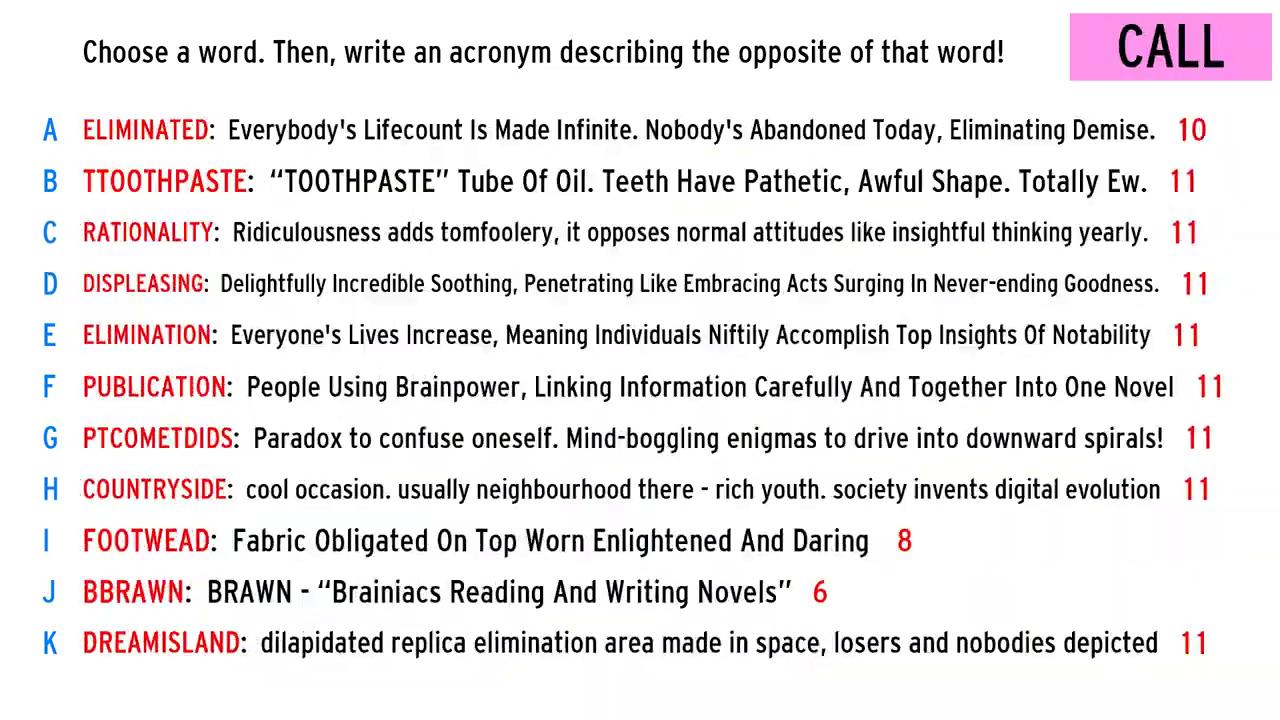 Choose a word. Then, write an acronym describing the opposite of that word!
CALL
A ELIMINATED: Everybody's Lifecount Is Made Infinite. Nobody's Abandoned Today, Eliminating Demise. 10
B TTOOTHPASTE: “TOOTHPASTE” Tube Of Oil. Teeth Have Pathetic, Awful Shape. Totally Ew. 11
C RATIONALITY: Ridiculousness adds tomfoolery, it opposes normal attitudes like insightful thinking yearly. 11
D DISPLEASING: Delightfully Incredible Soothing, Penetrating Like Embracing Acts Surging In Never-ending Goodness. 11
E ELIMINATION: Everyone's Lives Increase, Meaning Individuals Niftily Accomplish Top Insights Of Notability 11
F PUBLICATION: People Using Brainpower, Linking Information Carefully And Together Into One Novel 11
G PTCOMETDIDS: Paradox to confuse oneself. Mind-boggling enigmas to drive into downward spirals! 11
H COUNTRYSIDE: cool occasion. usually neighbourhood there - rich youth. society invents digital evolution 11
I FOOTWEAD: Fabric Obligated On Top Worn Enlightened And Daring 8
J BBRAWN: BRAWN - “Brainiacs Reading And Writing Novels” 6
K DREAMISLAND: dilapidated replica elimination area made in space, losers and nobodies depicted 11